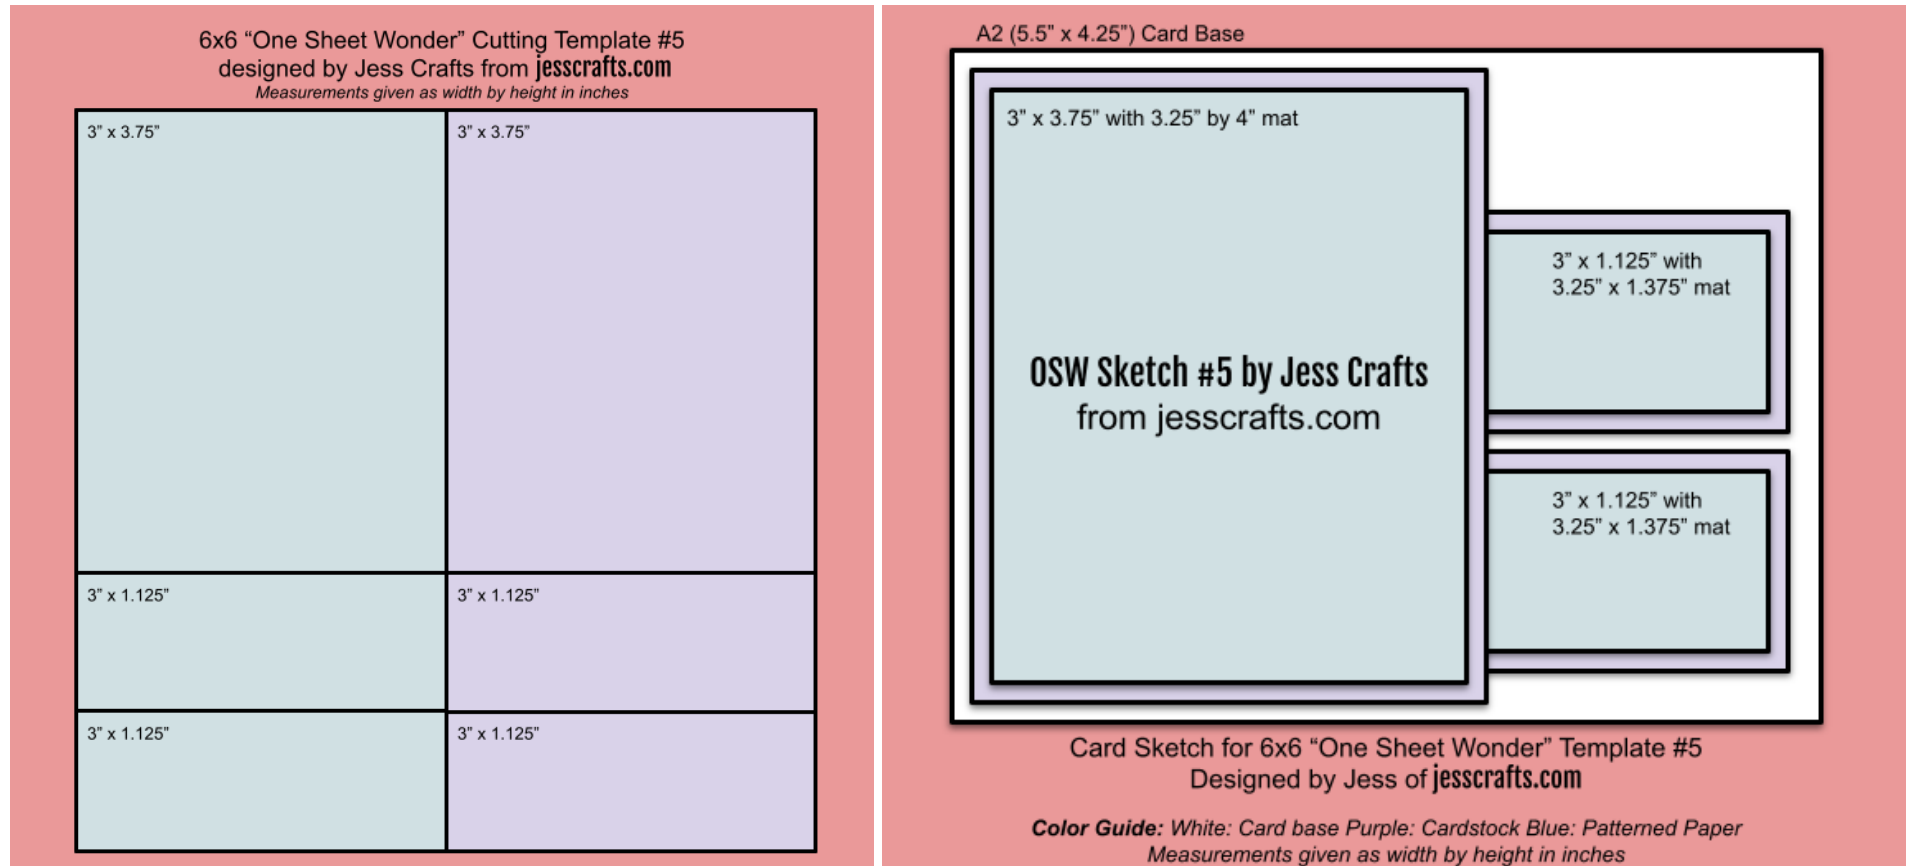 6x6 “One Sheet Wonder” Cutting Template #5
designed by Jess Crafts from jesscrafts.com
Measurements given as width by height in inches
3” x 3.75”
3” x 3.75”
3” x 1.125”
3” x 1.125”
3” x 1.125”
3” x 1.125”
A2 (5.5” x 4.25”) Card Base
3” x 3.75” with 3.25” by 4” mat
3” x 1.125” with
3.25” x 1.375” mat
OSW Sketch #5 by Jess Crafts
from jesscrafts.com
3” x 1.125” with
3.25” x 1.375” mat
Card Sketch for 6x6 “One Sheet Wonder” Template #5
Designed by Jess of jesscrafts.com
Color Guide: White: Card base Purple: Cardstock Blue: Patterned Paper
Measurements given as width by height in inches